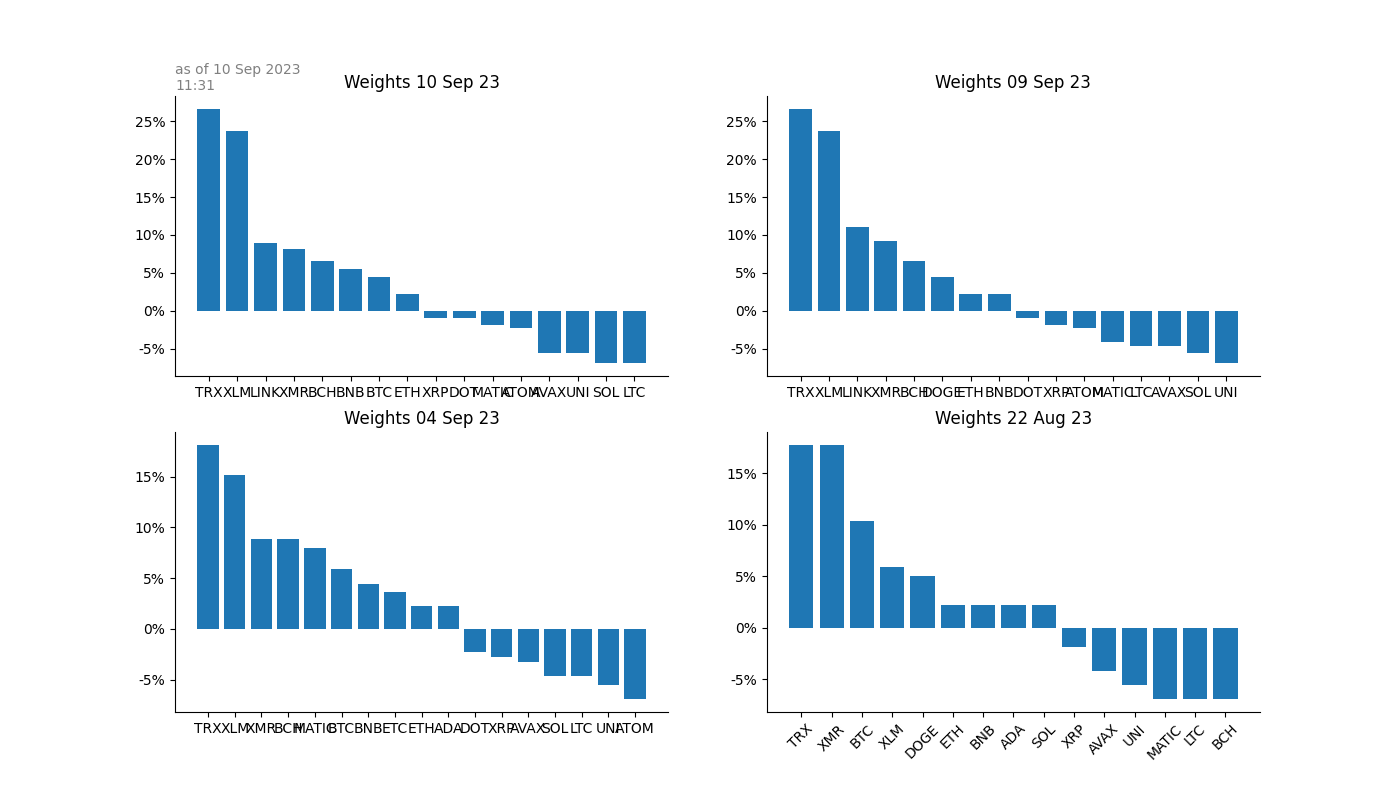 as of 10 Sep 2023
11:31
Weights 10 Sep 23
25%
20%
15%
10%
5%
0%
-5%
TRX XLM LINK XMR BCH BNB BTC ETH XRP DOT MATIC ATOM AVAX UNI SOL LTC
Weights 09 Sep 23
25%
20%
15%
10%
5%
0%
-5%
TRX XLM LINK XMR BCH DOGE ETH BNB DOT XRP ATOM MATIC LTC AVAX SOL UNI
Weights 04 Sep 23
15%
10%
5%
0%
-5%
TRX XLM XMR BCH MATIC BTC BNB ETC ETH ADA DOT XRP AVAX SOL LTC UNI ATOM
Weights 22 Aug 23
15%
10%
5%
0%
-5%
TRX XMR BTC XLM DOGE ETH BNB ADA SOL XRP AVAX UNI MATIC LTC BCH